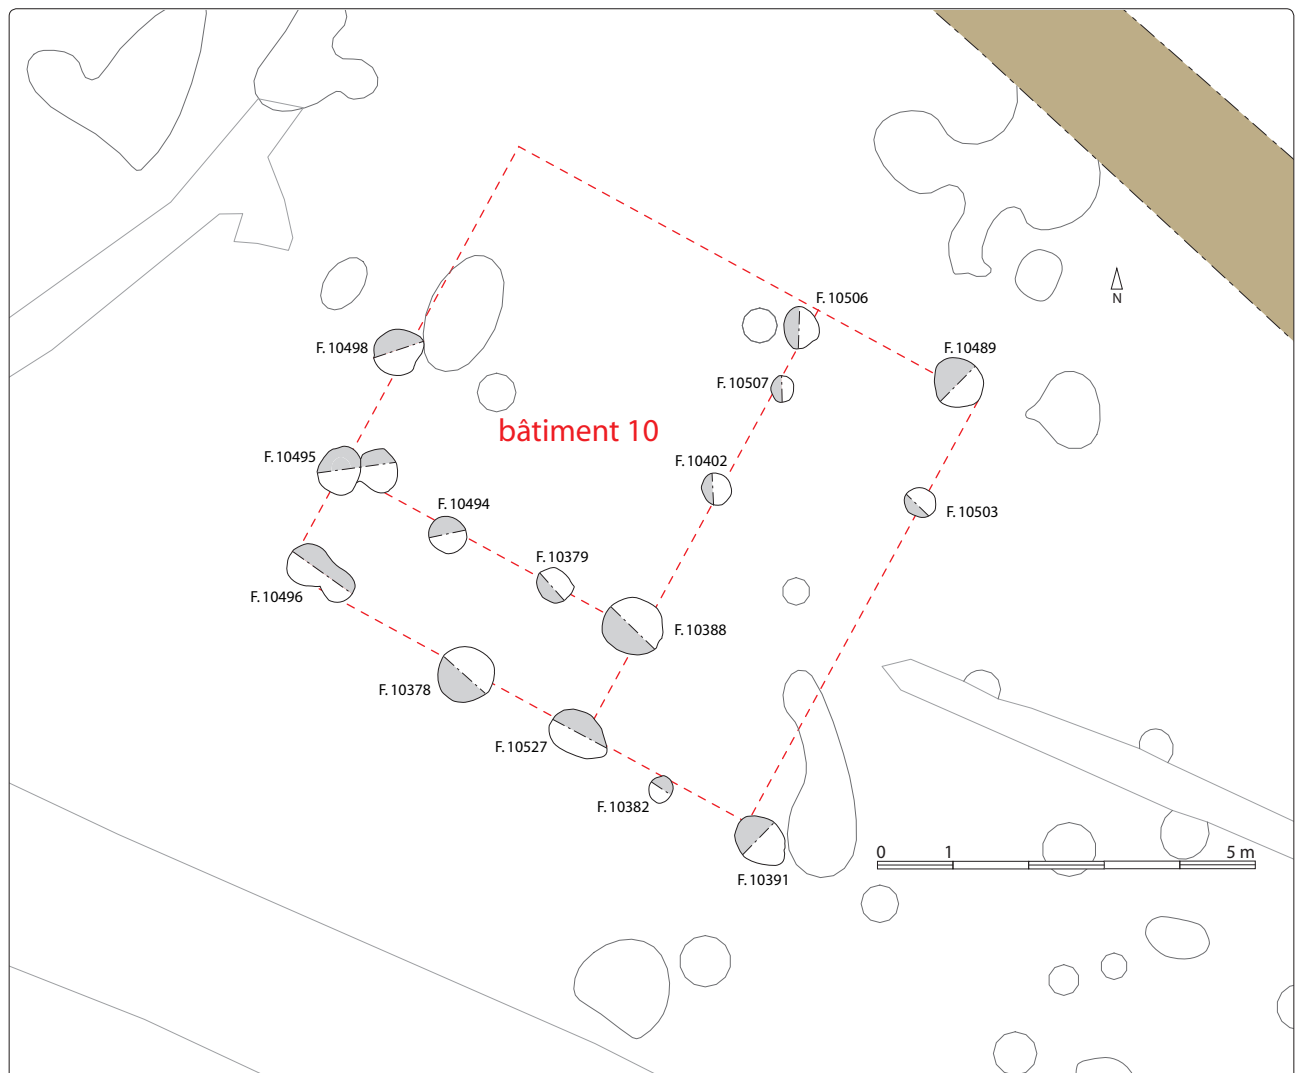 F. 10506
N
F. 10498
F. 10489
F. 10507
bâtiment 10
F. 10495
F. 10402
F. 10494
F. 10503
F. 10379
F. 10496
F. 10388
F. 10378
F. 10527
F. 10382
0 1 5 m
F. 10391